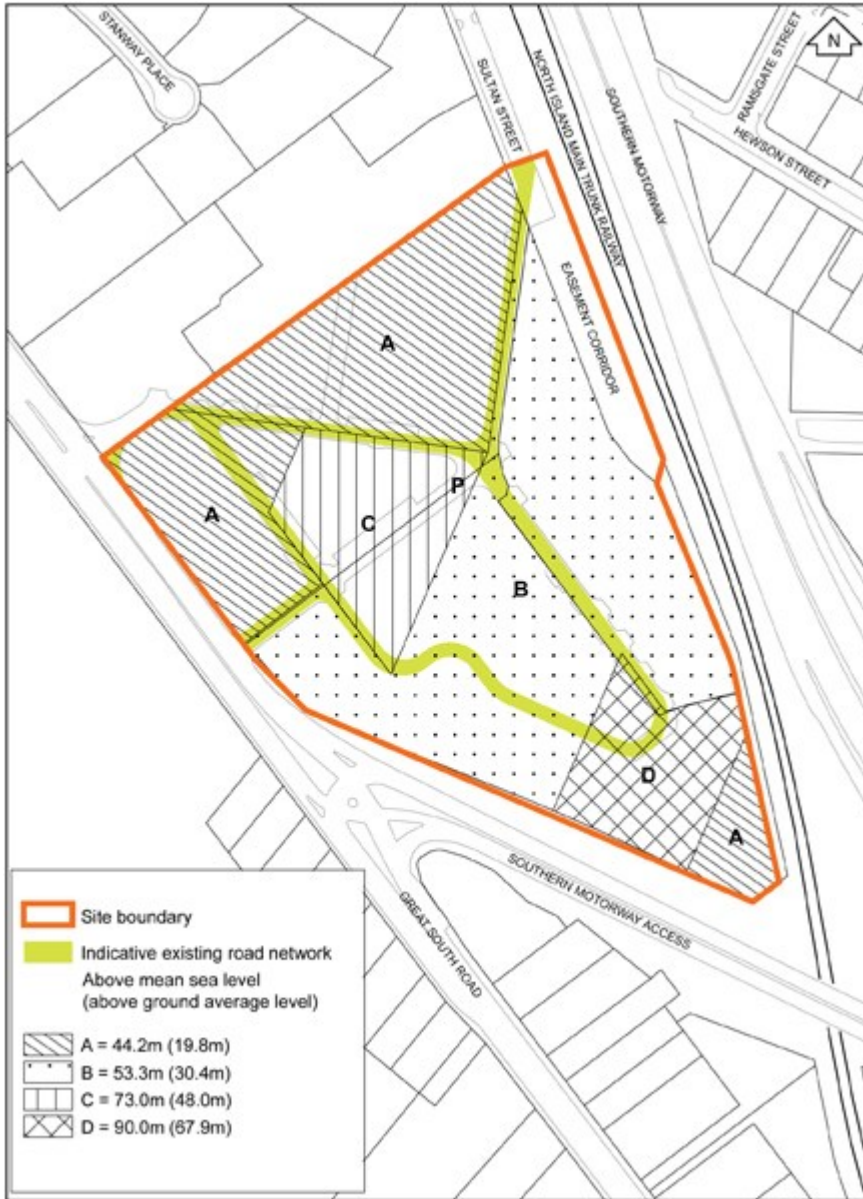 STANWAY PLACE
SULTAN STREET
NORTH ISLAND MAIN TRUNK RAILWAY
SOUTHERN MOTORWAY
RAMSGATE STREET
HEWSON STREET
N
EASEMENT CORRIDOR
A
A
P
C
B
D
A
SOUTHERN MOTORWAY ACCESS
GREAT SOUTH ROAD
Site boundary
Indicative existing road network
Above mean sea level
(above ground average level)
A = 44.2m (19.8m)
B = 53.3m (30.4m)
C = 73.0m (48.0m)
D = 90.0m (67.9m)